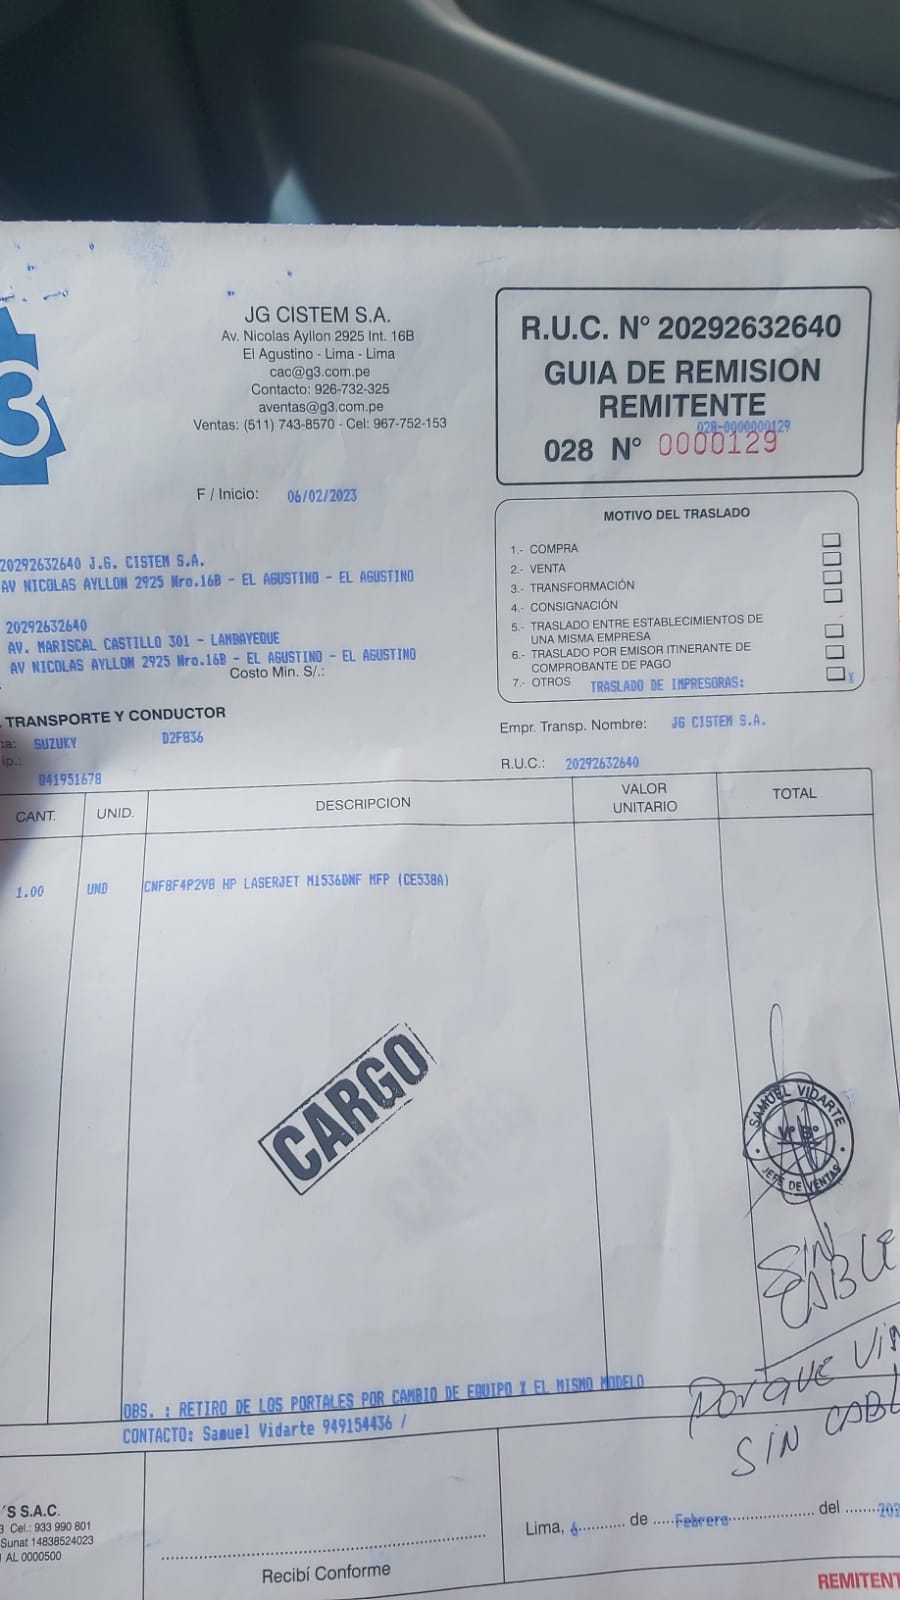 3
JG CISTEM S.A.
Av. Nicolas Ayllon 2925 Int. 16B
El Agustino - Lima - Lima
cac@g3.com.pe
Contacto: 926-732-325
aventas@g3.com.pe
Ventas: (511) 743-8570 - Cel: 967-752-153
R.U.C. N° 20292632640
GUIA DE REMISION
REMITENTE
028-0000000129
028 N° 0000129
F / Inicio: 06/02/2023
MOTIVO DEL TRASLADO
1.- COMPRA
2.- VENTA
3.- TRANSFORMACIÓN
4.- CONSIGNACIÓN
5.- TRASLADO ENTRE ESTABLECIMIENTOS DE
UNA MISMA EMPRESA
6.- TRASLADO POR EMISOR ITINERANTE DE
COMPROBANTE DE PAGO
7.- OTROS TRASLADO DE IMPRESORAS: X
20292632640 J.G. CISTEM S.A.
AV NICOLAS AYLLON 2925 Nro.16B - EL AGUSTINO - EL AGUSTINO
20292632640
AV. MARISCAL CASTILLO 301 - LAMBAYEQUE
AV NICOLAS AYLLON 2925 Nro.16B - EL AGUSTINO - EL AGUSTINO
Costo Min. S/.:
TRANSPORTE Y CONDUCTOR
SUZUKY D2F836
Q41951678
Empr. Transp. Nombre: JG CISTEM S.A.
R.U.C.: 20292632640
CANT. UNID. DESCRIPCION VALOR UNITARIO TOTAL
1.00 UND CNF8F4P2V8 HP LASERJET M1536DNF MFP (CE538A)
CARGO
SAMUEL VIDARTE
V° B°
JEFE DE VENTAS
SIN
CABLE
PORQUE VIN
SIN CABL
OBS. : RETIRO DE LOS PORTALES POR CAMBIO DE EQUIPO X EL MISMO MODELO
CONTACTO: Samuel Vidarte 949154436 /
´S S.A.C.
3 Cel.: 933 990 801
Sunat 14838524023
AL 0000500
Recibí Conforme
Lima, 6 de Febrero del 202
REMITENT